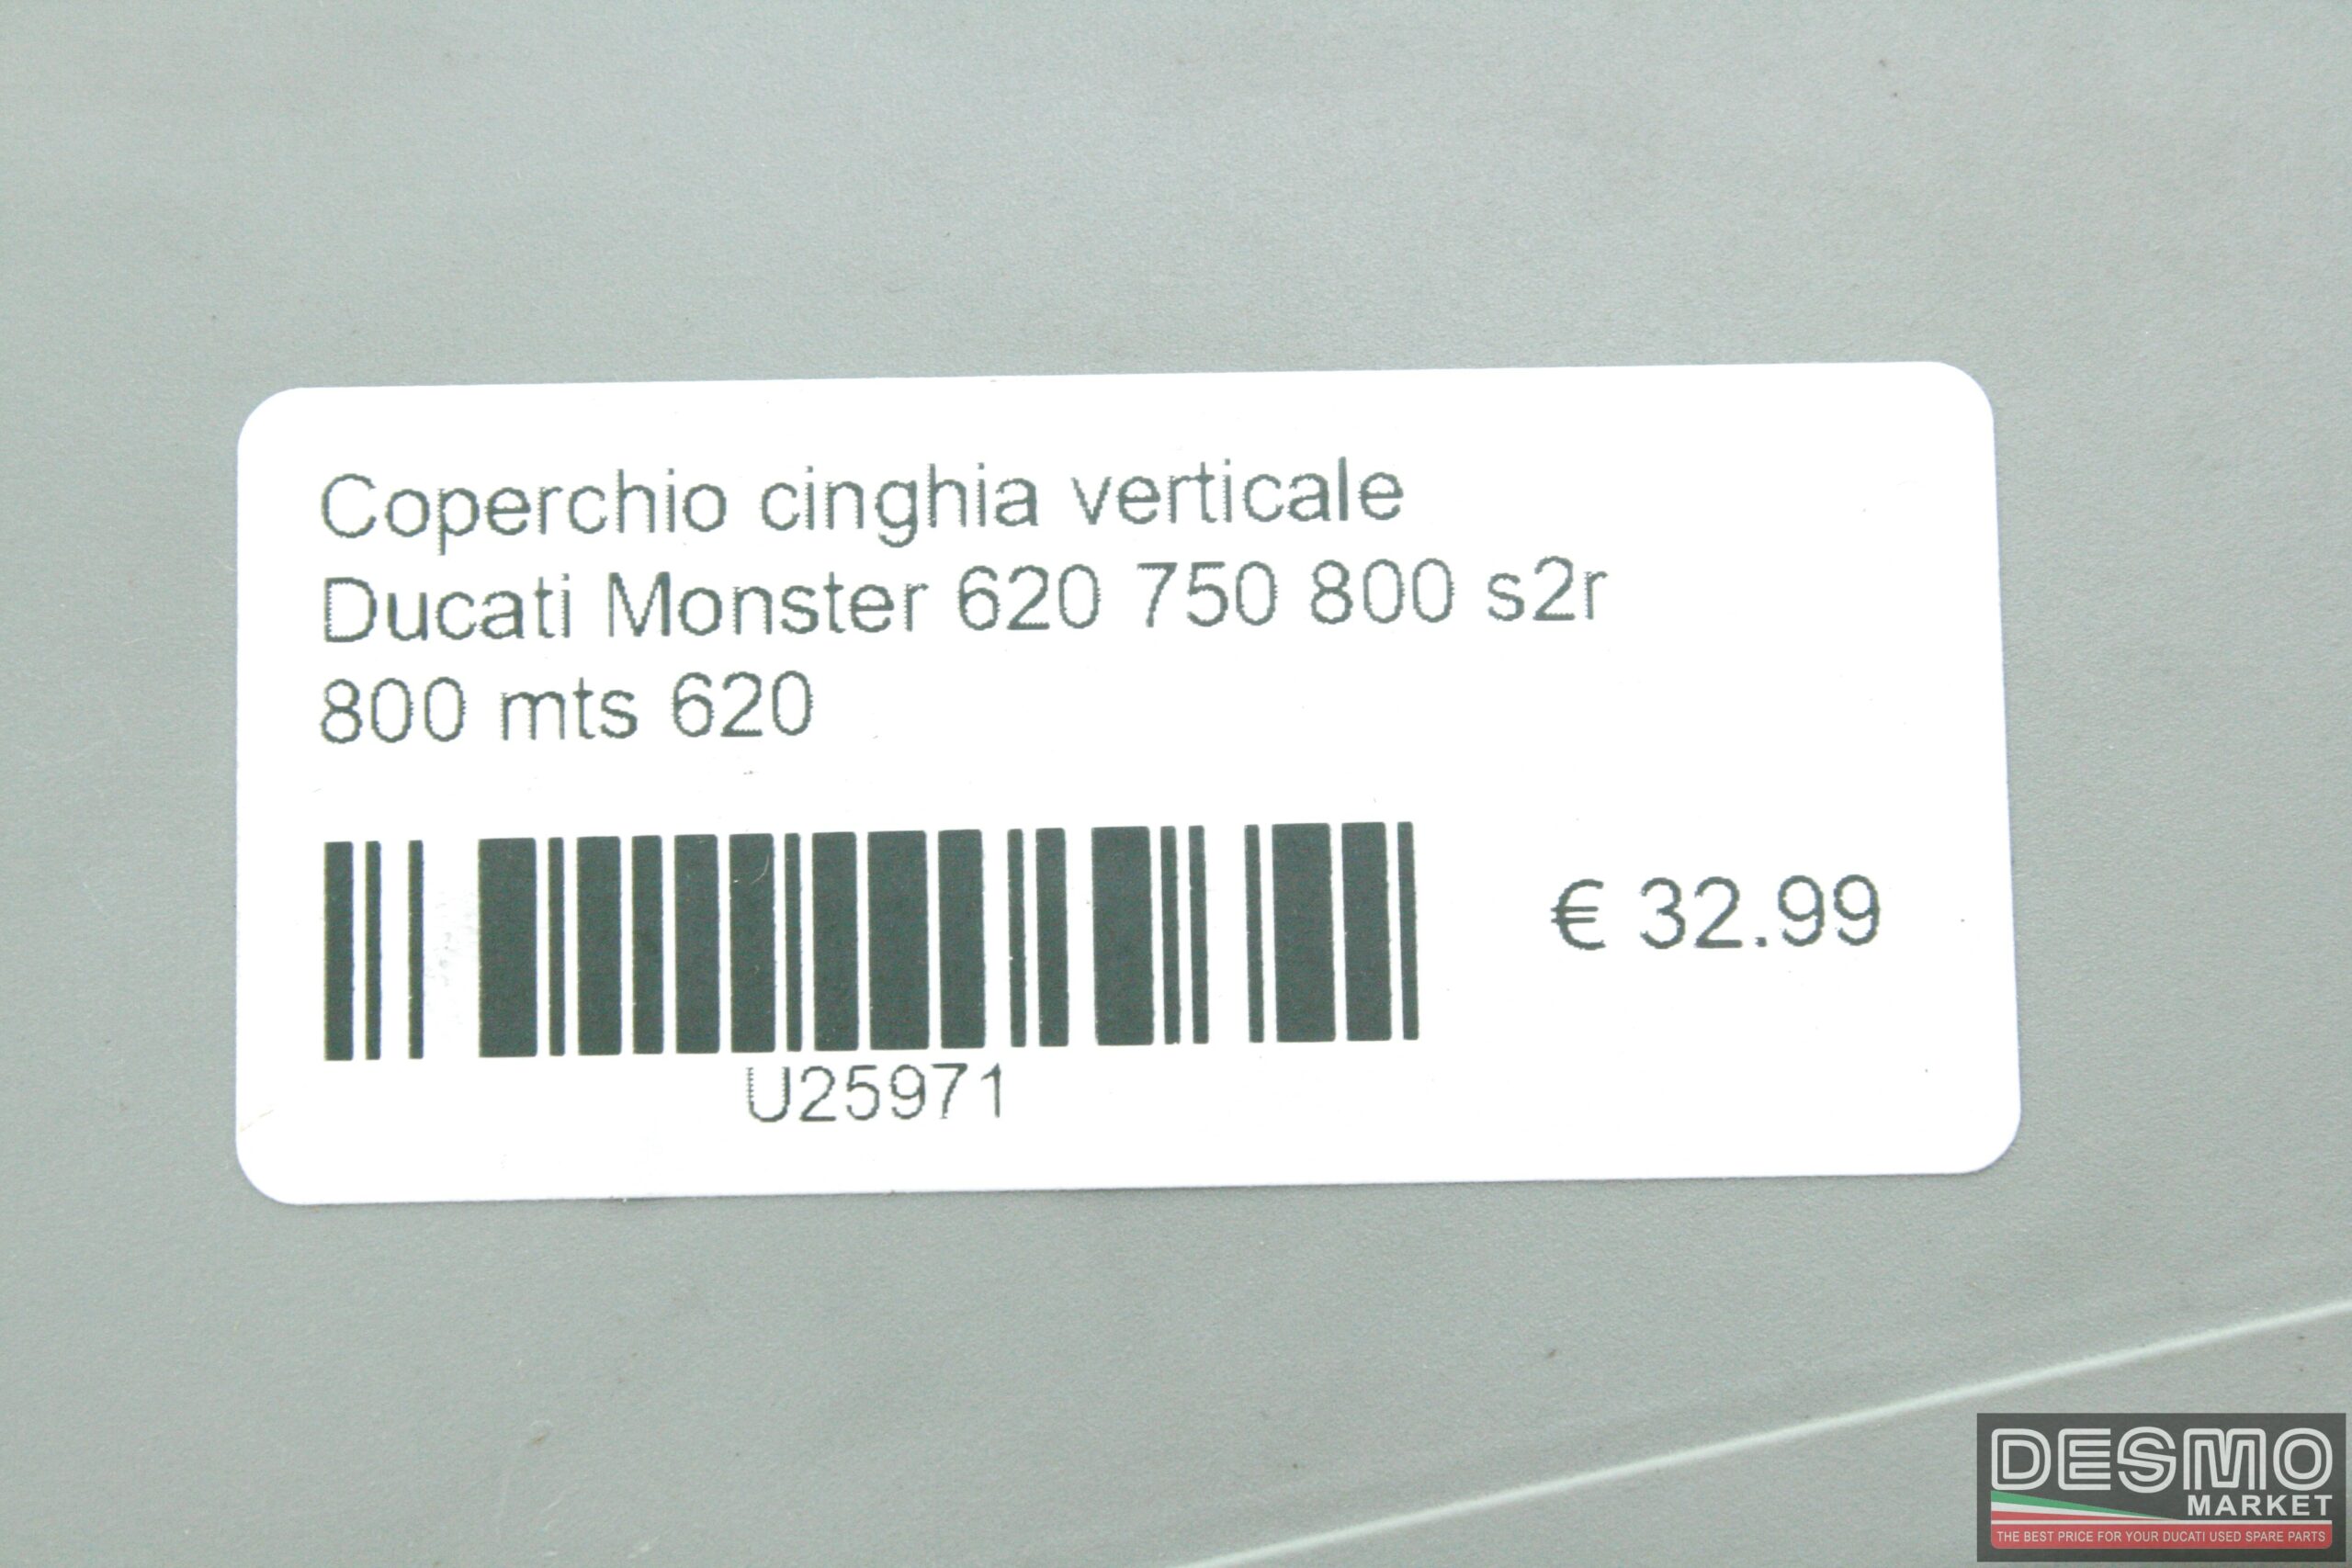 Coperchio cinghia verticale
Ducati Monster 620 750 800 s2r
800 mts 620
€ 32.99
U25971
DESMO
MARKET
THE BEST PRICE FOR YOUR DUCATI USED SPARE PARTS